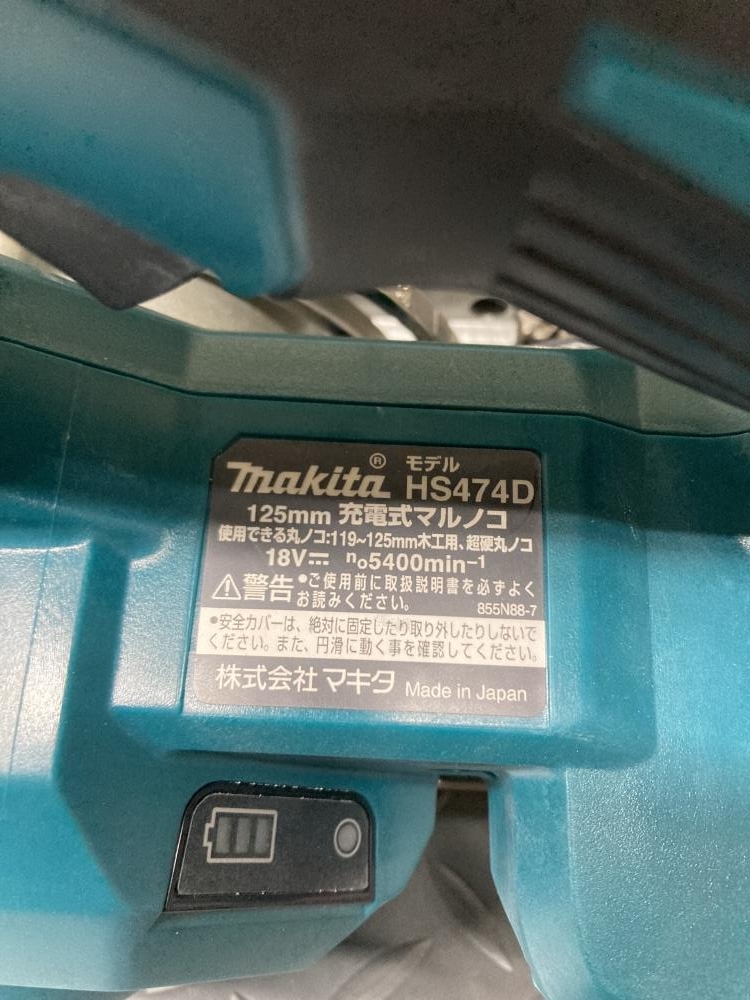 makita® モデル HS474D
125mm 充電式マルノコ
使用できる丸ノコ:119~125mm木工用、超硬丸ノコ
18V⎓ n₀5400min⁻¹
⚠警告 •ご使用前に取扱説明書を必ずよく
お読みください。 855N88-7
•安全カバーは、絶対に固定したり取り外したりしないで
ください。また、円滑に動く事を確認してください。
株式会社マキタ Made in Japan